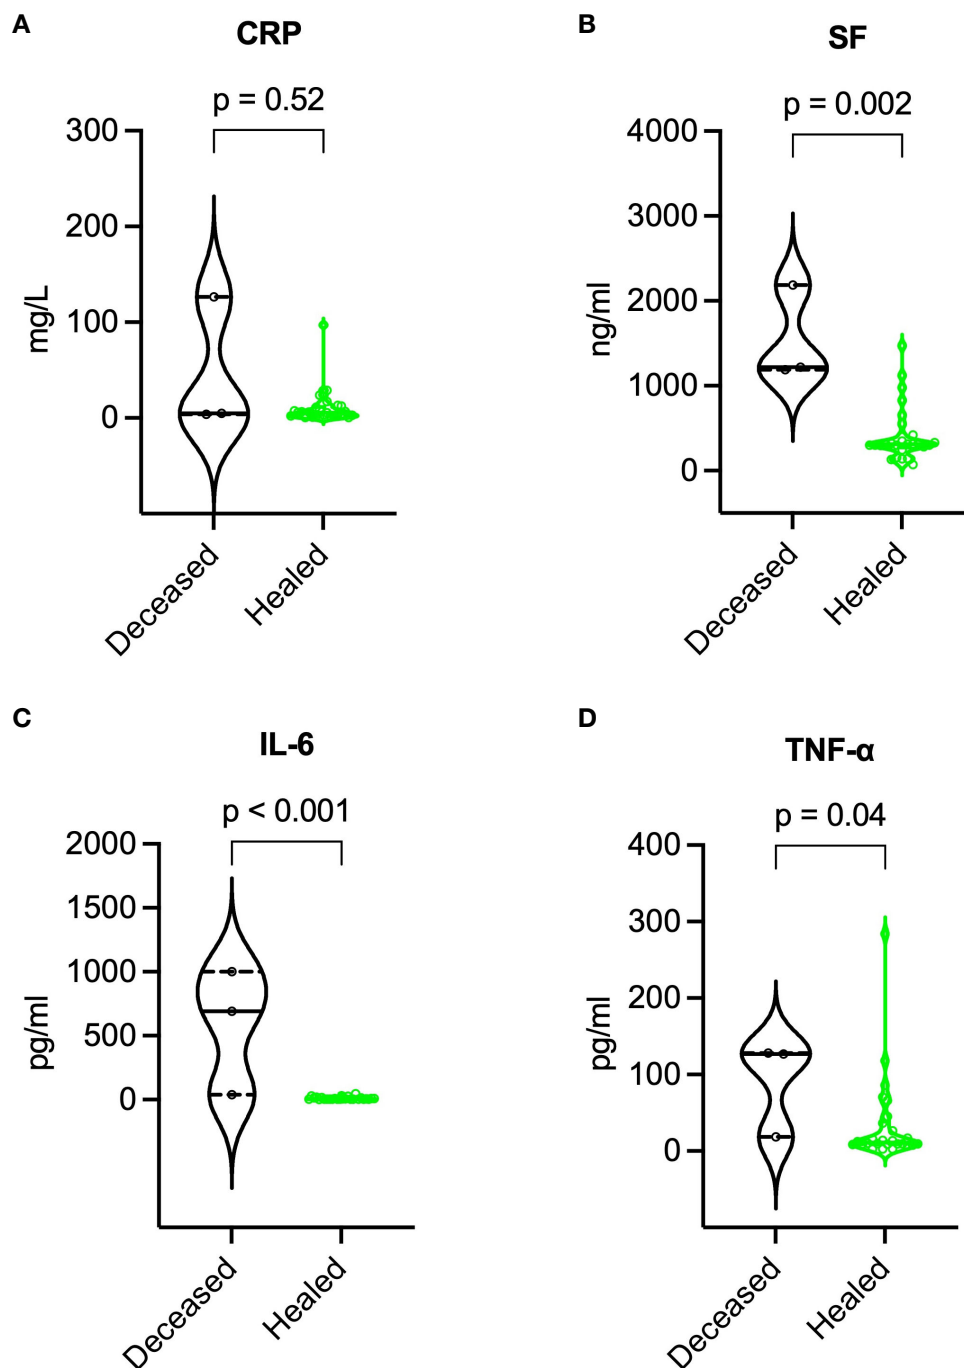 A
CRP
p = 0.52
300
200
100
0
mg/L
Deceased
Healed
B
SF
p = 0.002
4000
3000
2000
1000
0
ng/ml
Deceased
Healed
C
IL-6
p < 0.001
2000
1500
1000
500
0
pg/ml
Deceased
Healed
D
TNF-α
p = 0.04
400
300
200
100
0
pg/ml
Deceased
Healed